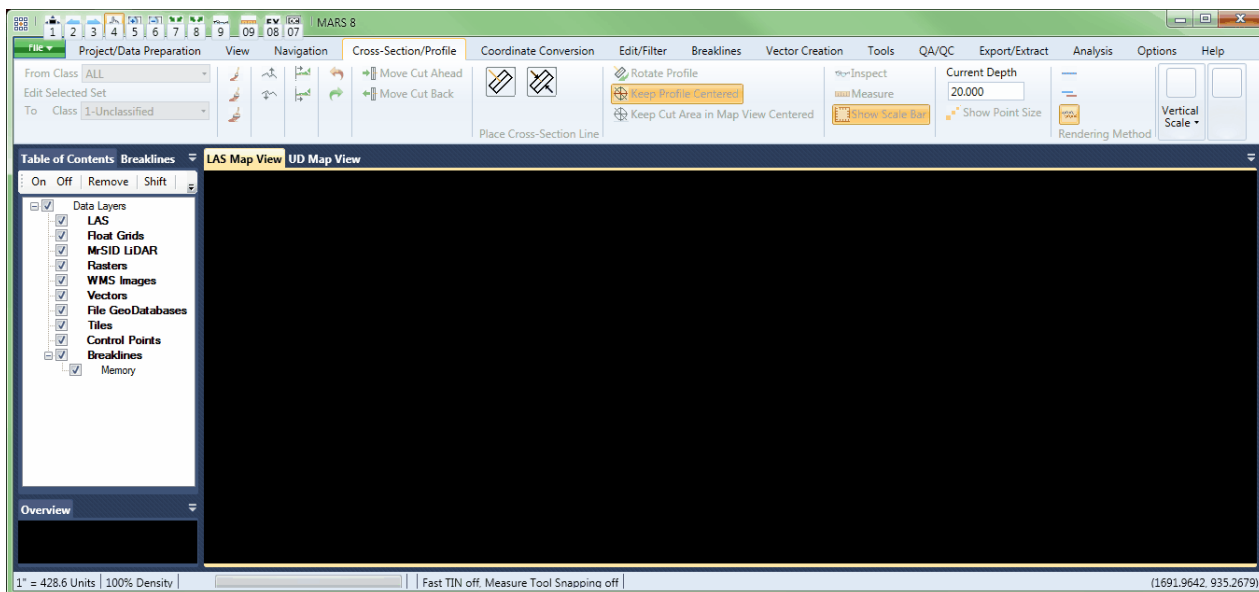 MARS 8
1 2 3 4 5 6 7 8 9 09 08 07
File Project/Data Preparation View Navigation Cross-Section/Profile Coordinate Conversion Edit/Filter Breaklines Vector Creation Tools QA/QC Export/Extract Analysis Options Help
From Class ALL Move Cut Ahead Rotate Profile Inspect Current Depth
Edit Selected Set Move Cut Back Keep Profile Centered Measure 20.000
To Class 1-Unclassified Keep Cut Area in Map View Centered Show Scale Bar Show Point Size Vertical Scale
Place Cross-Section Line Rendering Method
Table of Contents Breaklines LAS Map View UD Map View
On Off Remove Shift
Data Layers
LAS
Float Grids
MrSID LiDAR
Rasters
WMS Images
Vectors
File GeoDatabases
Tiles
Control Points
Breaklines
Memory
Overview
1" = 428.6 Units 100% Density Fast TIN off, Measure Tool Snapping off (1691.9642, 935.2679)